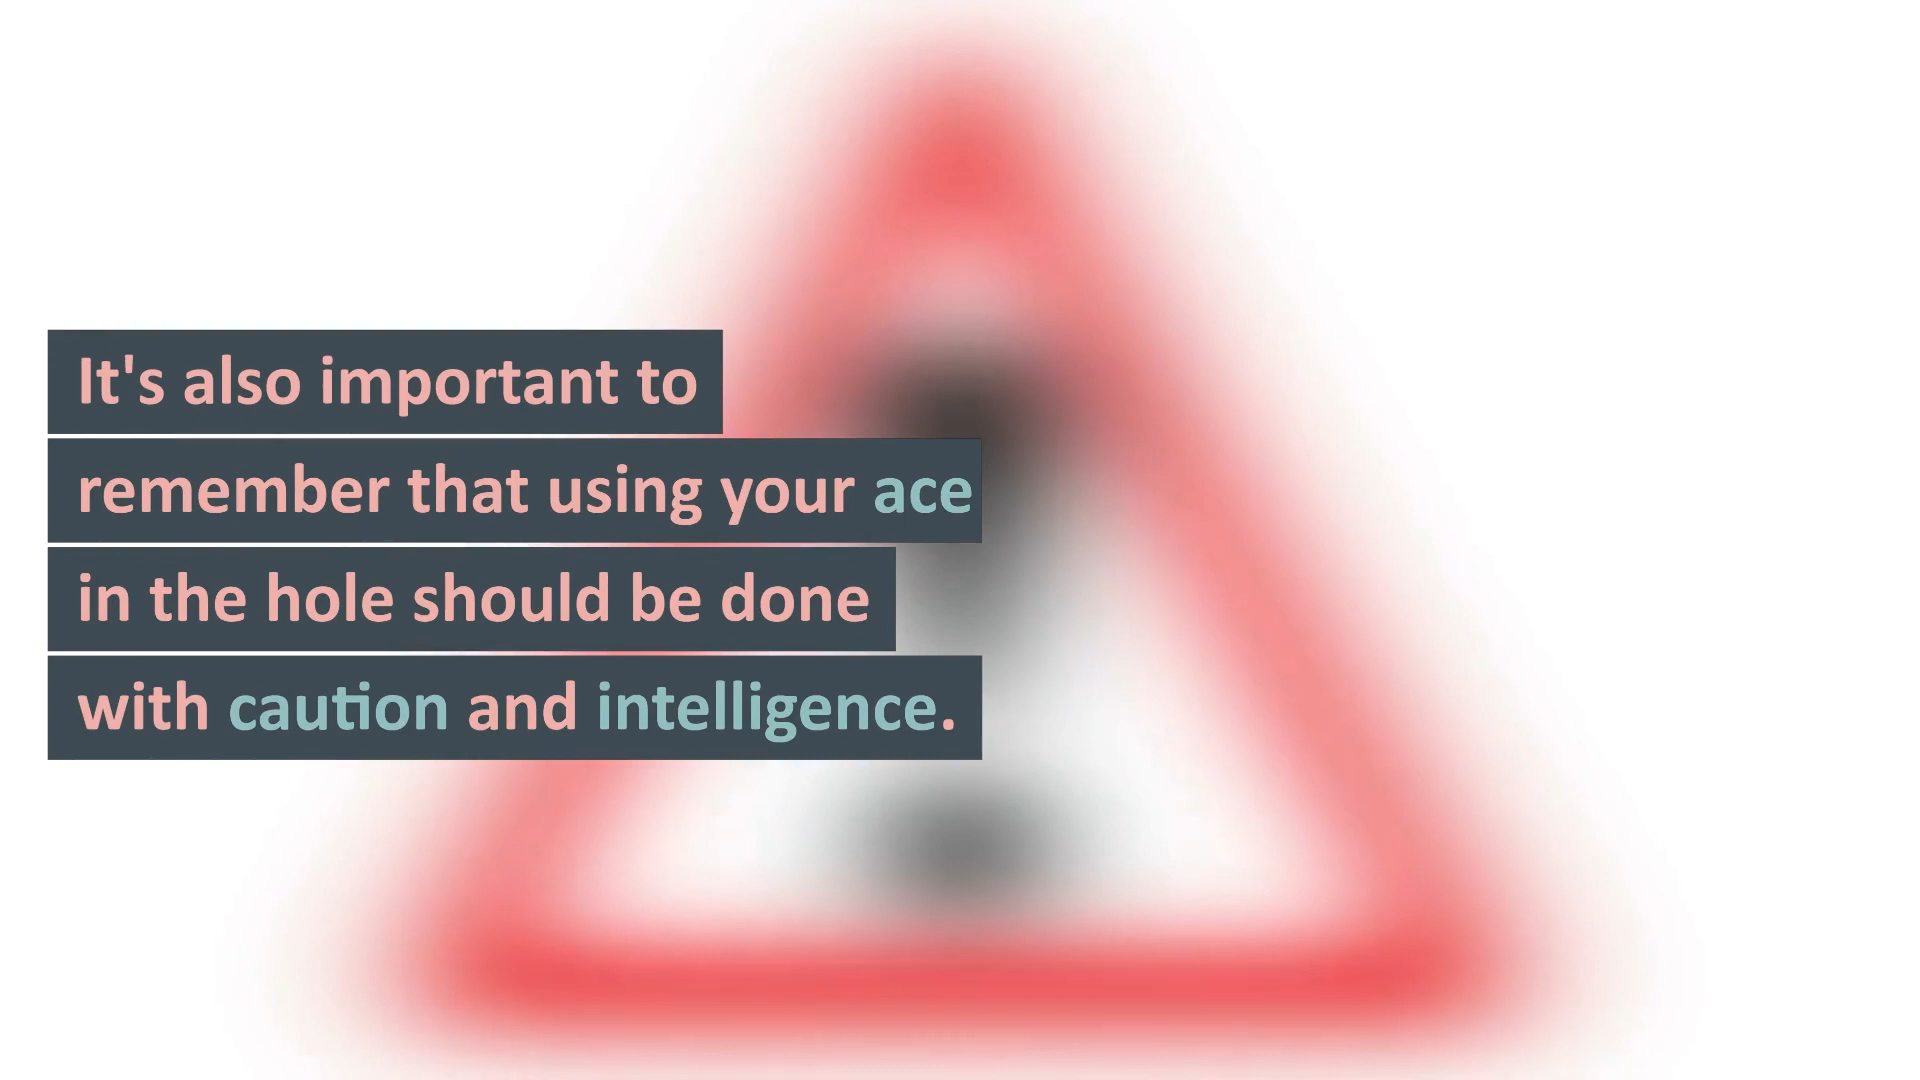 It's also important to
remember that using your ace
in the hole should be done
with caution and intelligence.